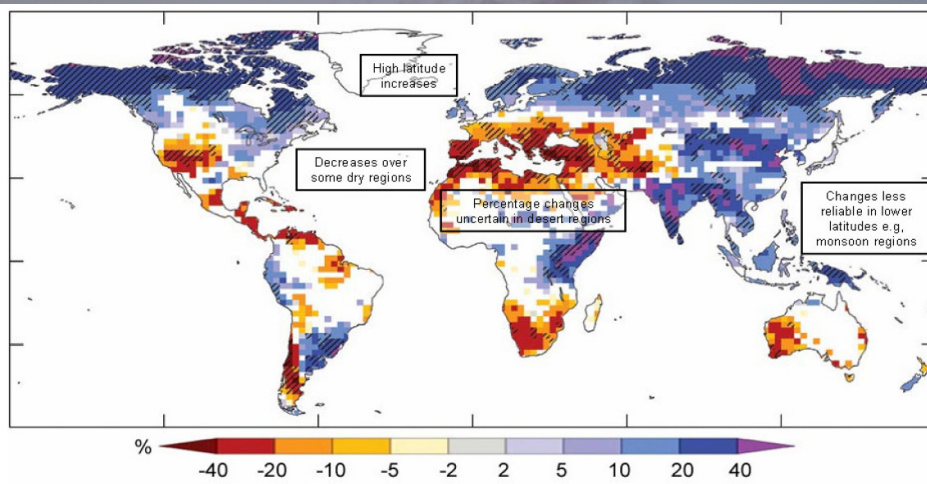 High latitude
increases
Decreases over
some dry regions
Percentage changes
uncertain in desert regions
Changes less
reliable in lower
latitudes e.g,
monsoon regions
%
-40 -20 -10 -5 -2 2 5 10 20 40